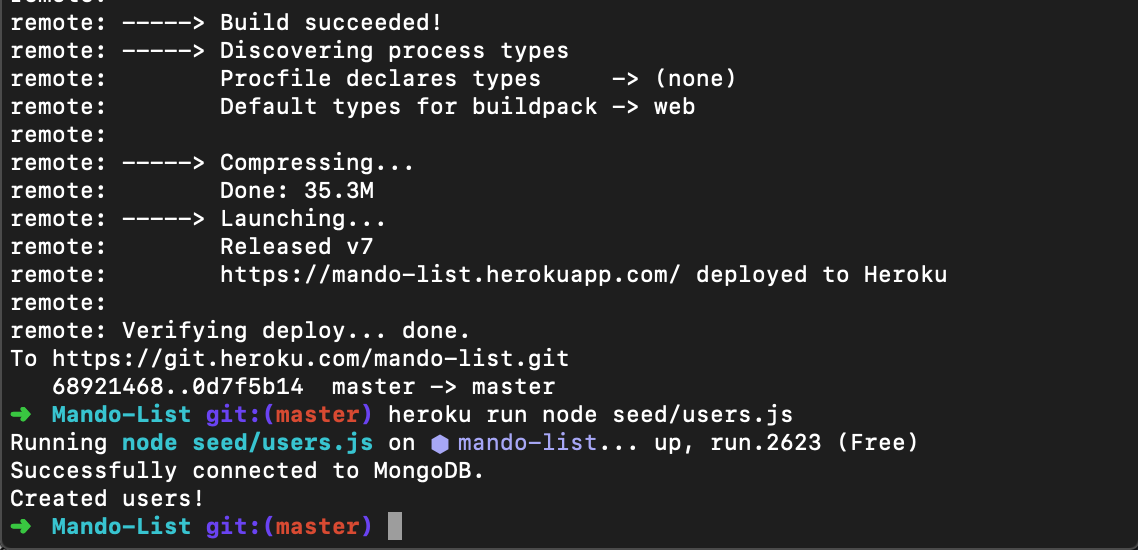 remote:
remote: -----> Build succeeded!
remote: -----> Discovering process types
remote:        Procfile declares types     -> (none)
remote:        Default types for buildpack -> web
remote:
remote: -----> Compressing...
remote:        Done: 35.3M
remote: -----> Launching...
remote:        Released v7
remote:        https://mando-list.herokuapp.com/ deployed to Heroku
remote:
remote: Verifying deploy... done.
To https://git.heroku.com/mando-list.git
   68921468..0d7f5b14  master -> master
➜  Mando-List git:(master) heroku run node seed/users.js
Running node seed/users.js on ⬢ mando-list... up, run.2623 (Free)
Successfully connected to MongoDB.
Created users!
➜  Mando-List git:(master)